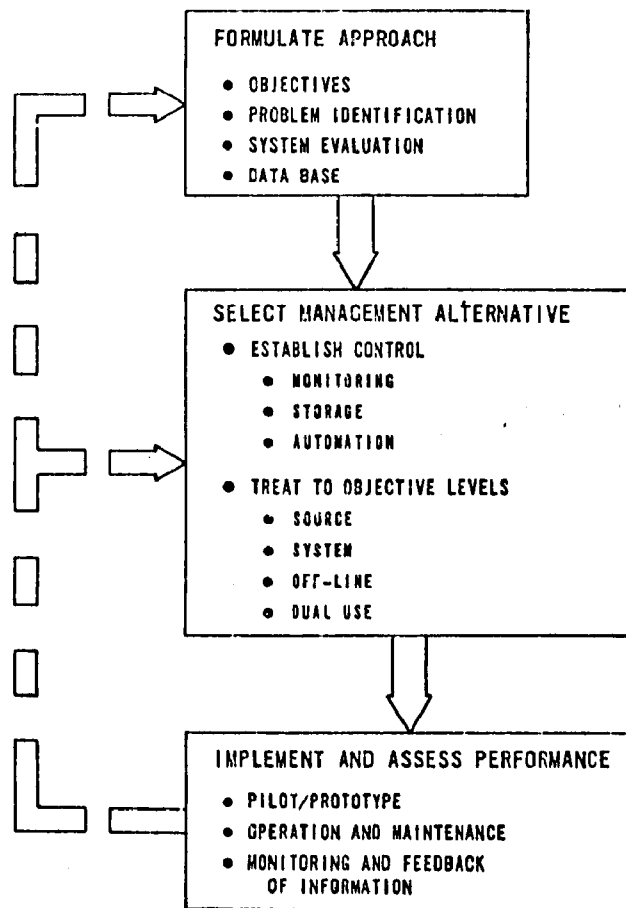 FORMULATE APPROACH
• OBJECTIVES
• PROBLEM IDENTIFICATION
• SYSTEM EVALUATION
• DATA BASE
SELECT MANAGEMENT ALTERNATIVE
• ESTABLISH CONTROL
• MONITORING
• STORAGE
• AUTOMATION
• TREAT TO OBJECTIVE LEVELS
• SOURCE
• SYSTEM
• OFF-LINE
• DUAL USE
IMPLEMENT AND ASSESS PERFORMANCE
• PILOT/PROTOTYPE
• OPERATION AND MAINTENANCE
• MONITORING AND FEEDBACK
OF INFORMATION